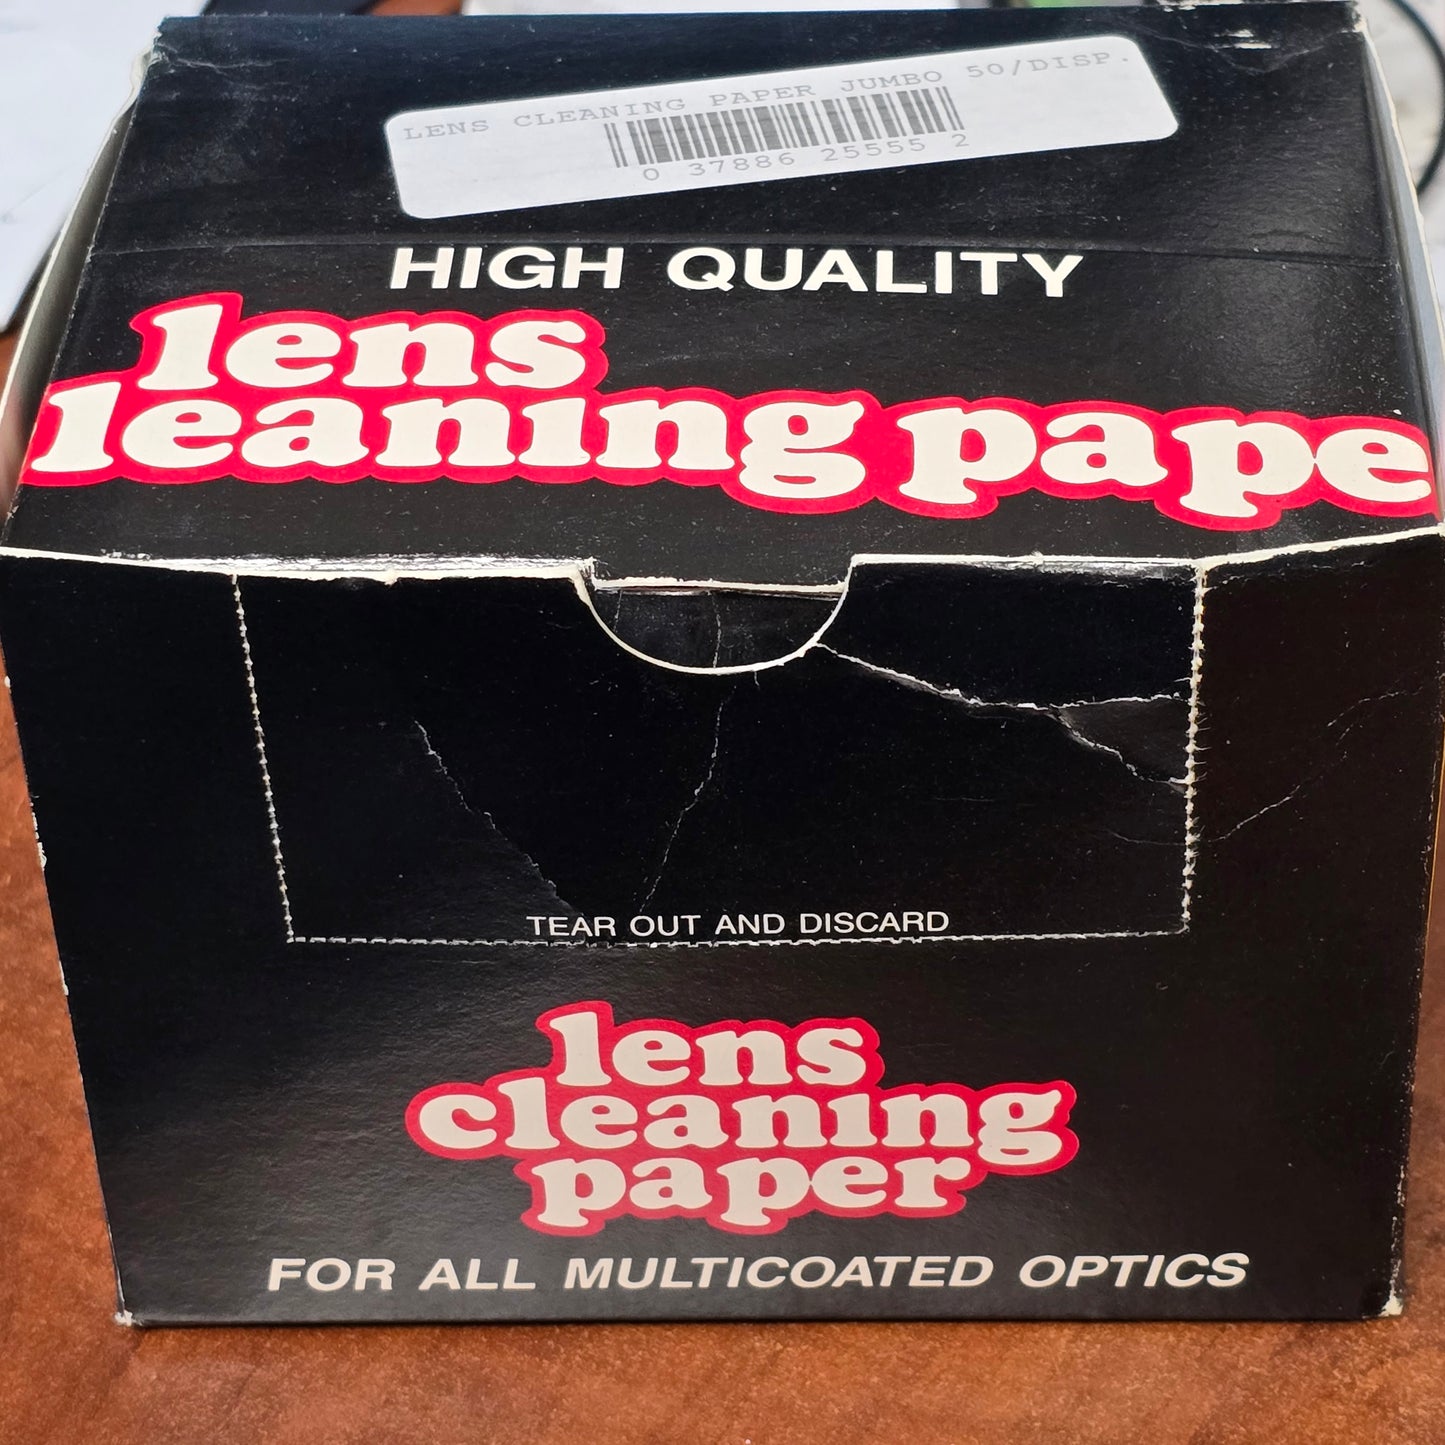 LENS CLEANING PAPER JUMBO 50/DISP.
0 37886 25555 2
HIGH QUALITY
lens
leaning pape
TEAR OUT AND DISCARD
lens
cleaning
paper
FOR ALL MULTICOATED OPTICS